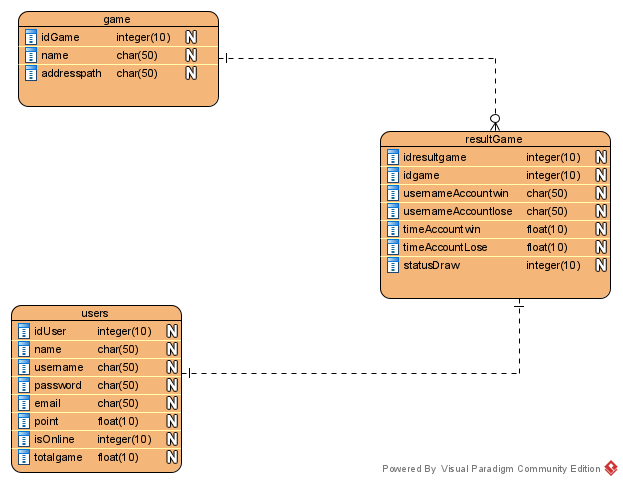 game
idGame integer(10) N
name char(50) N
addresspath char(50) N
resultGame
idresultgame integer(10) N
idgame integer(10) N
usernameAccountwin char(50) N
usernameAccountlose char(50) N
timeAccountwin float(10) N
timeAccountLose float(10) N
statusDraw integer(10) N
users
idUser integer(10) N
name char(50) N
username char(50) N
password char(50) N
email char(50) N
point float(10) N
isOnline integer(10) N
totalgame float(10) N
Powered By Visual Paradigm Community Edition